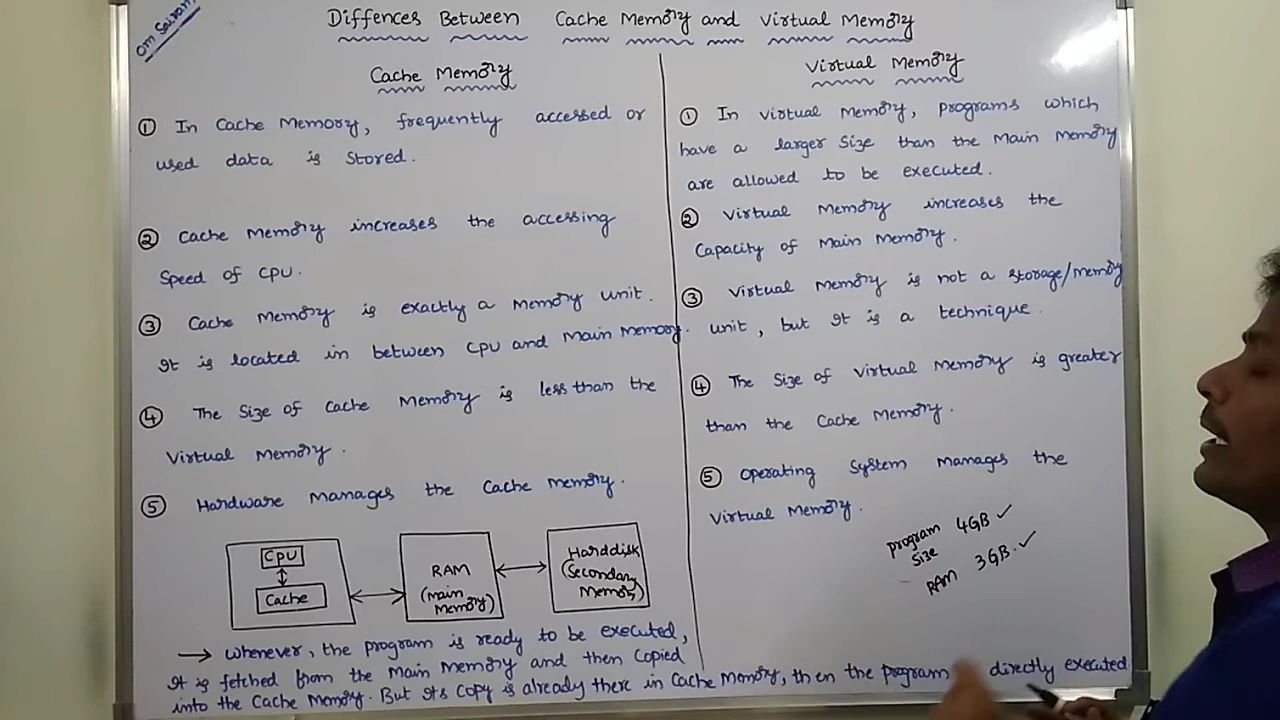 Om Sairam
Diffences Between Cache Memory and Virtual Memory
Cache Memory
① In Cache Memory, frequently accessed or
used data is stored.
② Cache Memory increases the accessing
Speed of CPU.
③ Cache Memory is exactly a memory unit.
It is located in between CPU and Main Memory.
④ The Size of Cache Memory is less than the
Virtual Memory.
⑤ Hardware manages the Cache memory.
CPU
Cache
RAM
(main
memory)
Harddisk
(Secondary
Memory)
Virtual Memory
① In virtual Memory, programs which
have a larger size than the Main Memory
are allowed to be executed.
② Virtual Memory increases the
Capacity of Main Memory.
③ Virtual Memory is not a storage/memory
unit, but it is a technique.
④ The Size of virtual Memory is greater
than the Cache Memory.
⑤ Operating System manages the
Virtual Memory.
program 4GB ✓
Size
RAM 3GB. ✓
→ Whenever, the program is ready to be executed,
It is fetched from the Main Memory and then Copied
into the Cache Memory. But its Copy is already there in Cache Memory, then the program directly executed